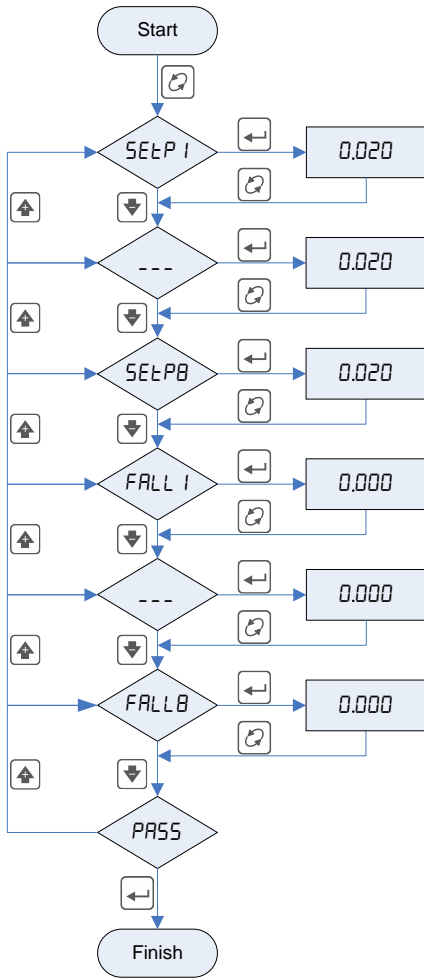 Start
SEtP1
0.020
---
0.020
SEtP8
0.020
FALL1
0.000
---
0.000
FALL8
0.000
PASS
Finish